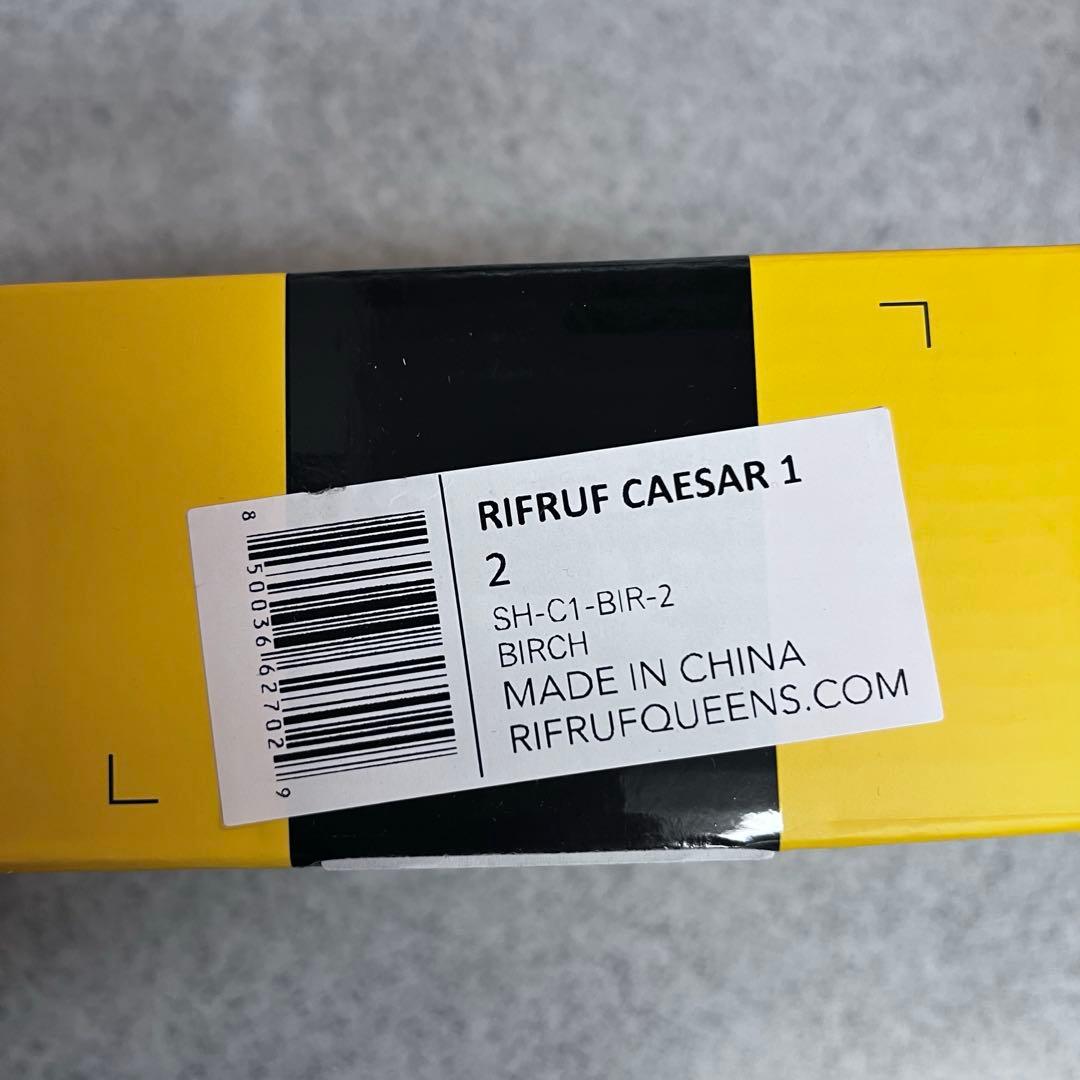 8 50036 62702 9
RIFRUF CAESAR 1
2
SH-C1-BIR-2
BIRCH
MADE IN CHINA
RIFRUFQUEENS.COM